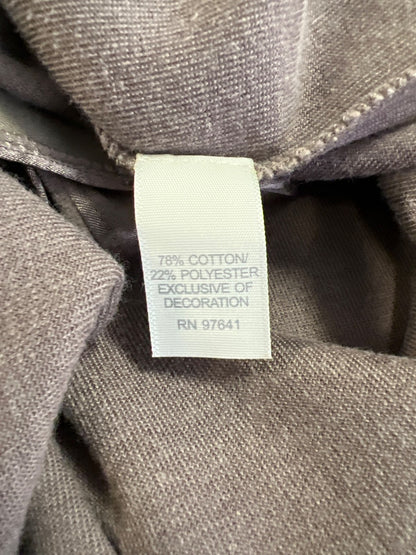 78% COTTON/
22% POLYESTER
EXCLUSIVE OF
DECORATION
RN 97641